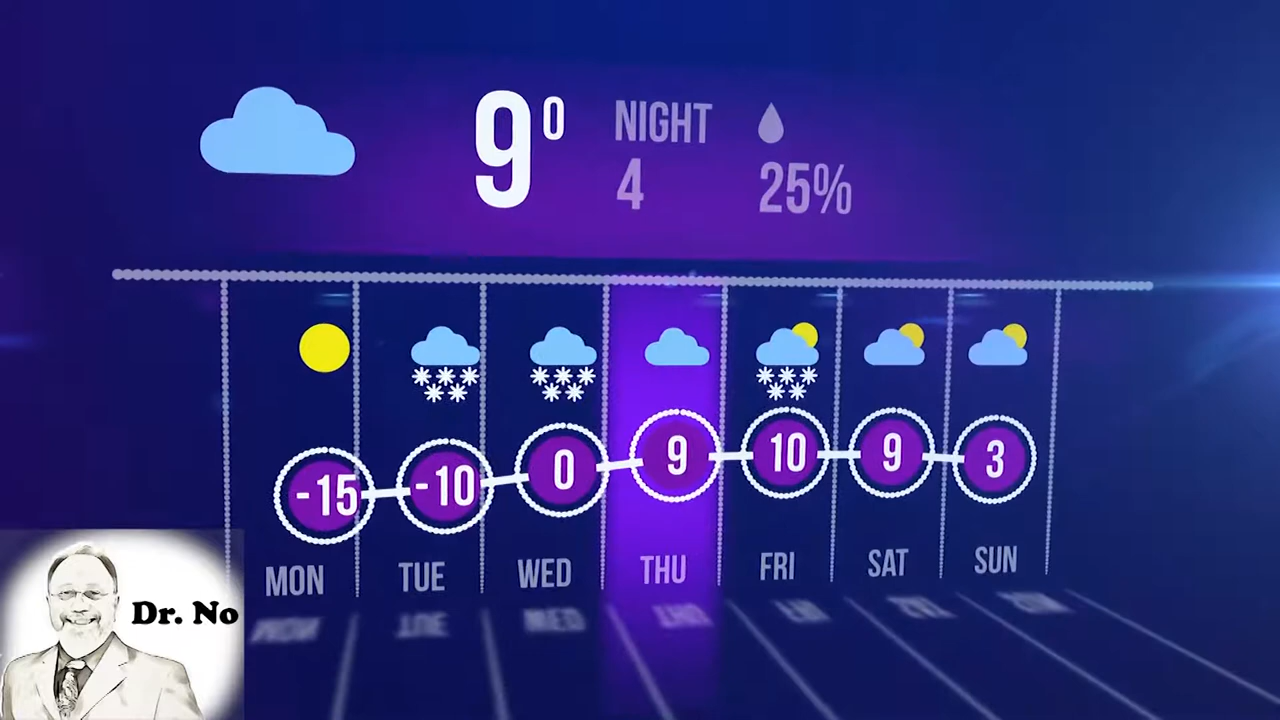 9°
NIGHT
4
25%
-15 -10 0 9 10 9 3
MON TUE WED THU FRI SAT SUN
Dr. No